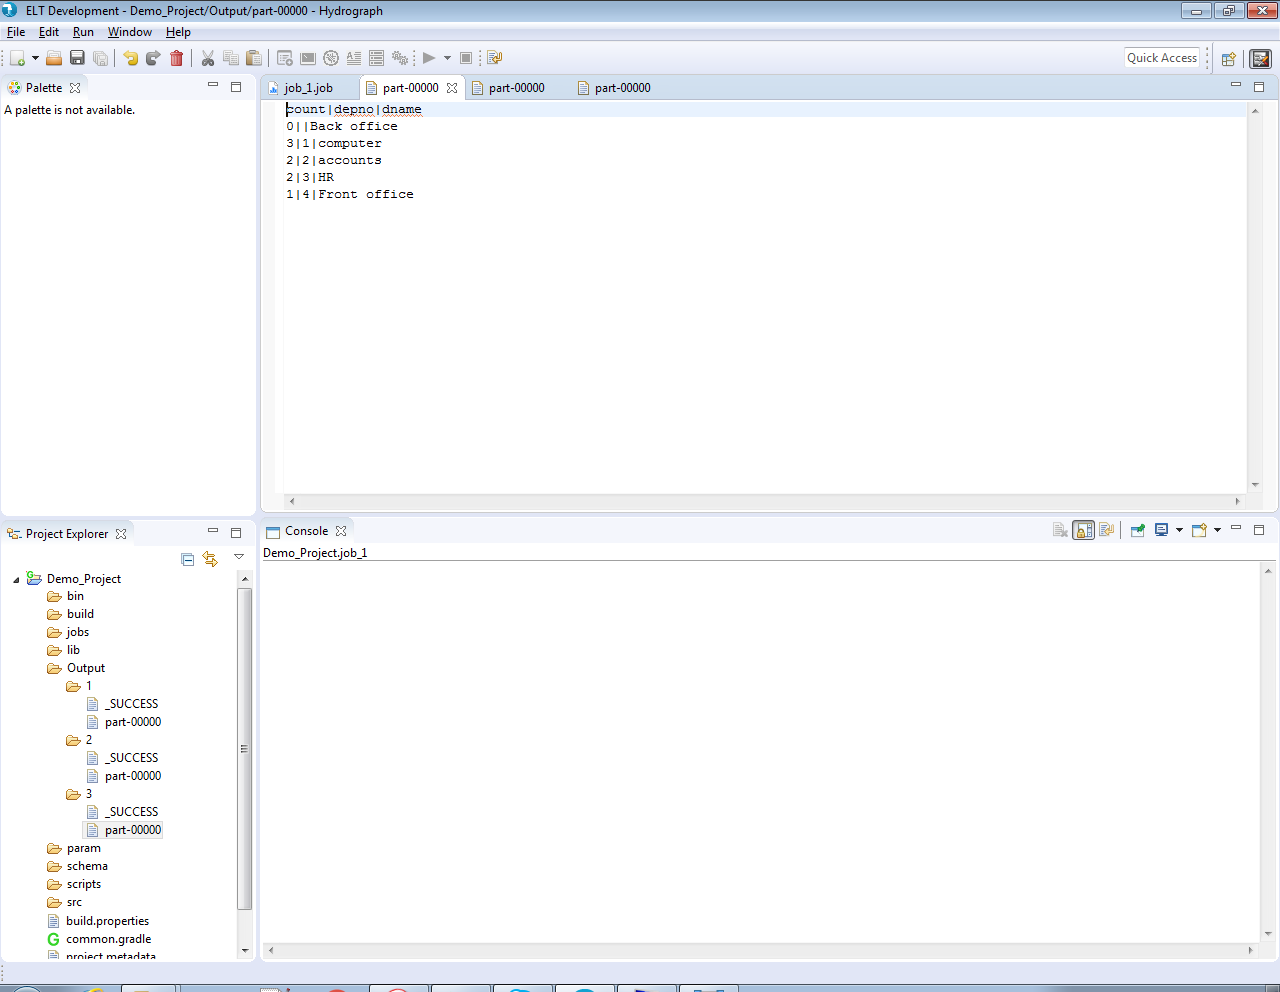 ELT Development - Demo_Project/Output/part-00000 - Hydrograph
File Edit Run Window Help
Quick Access
Palette
A palette is not available.
job_1.job
part-00000
part-00000
part-00000
count|depno|dname
0||Back office
3|1|computer
2|2|accounts
2|3|HR
1|4|Front office
Project Explorer
Demo_Project
bin
build
jobs
lib
Output
1
_SUCCESS
part-00000
2
_SUCCESS
part-00000
3
_SUCCESS
part-00000
param
schema
scripts
src
build.properties
common.gradle
project.metadata
Console
Demo_Project.job_1